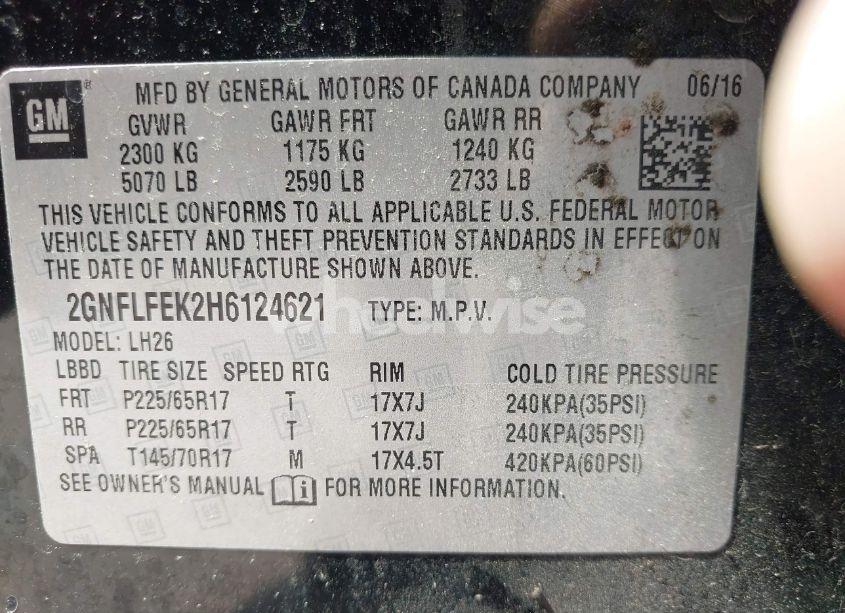 GM
MFD BY GENERAL MOTORS OF CANADA COMPANY 06/16
GVWR GAWR FRT GAWR RR
2300 KG 1175 KG 1240 KG
5070 LB 2590 LB 2733 LB
THIS VEHICLE CONFORMS TO ALL APPLICABLE U.S. FEDERAL MOTOR
VEHICLE SAFETY AND THEFT PREVENTION STANDARDS IN EFFECT ON
THE DATE OF MANUFACTURE SHOWN ABOVE.
2GNFLFEK2H6124621 TYPE: M.P.V.
wheelwise
MODEL: LH26
LBBD TIRE SIZE SPEED RTG RIM COLD TIRE PRESSURE
FRT P225/65R17 T 17X7J 240KPA(35PSI)
RR P225/65R17 T 17X7J 240KPA(35PSI)
SPA T145/70R17 M 17X4.5T 420KPA(60PSI)
SEE OWNER'S MANUAL FOR MORE INFORMATION.